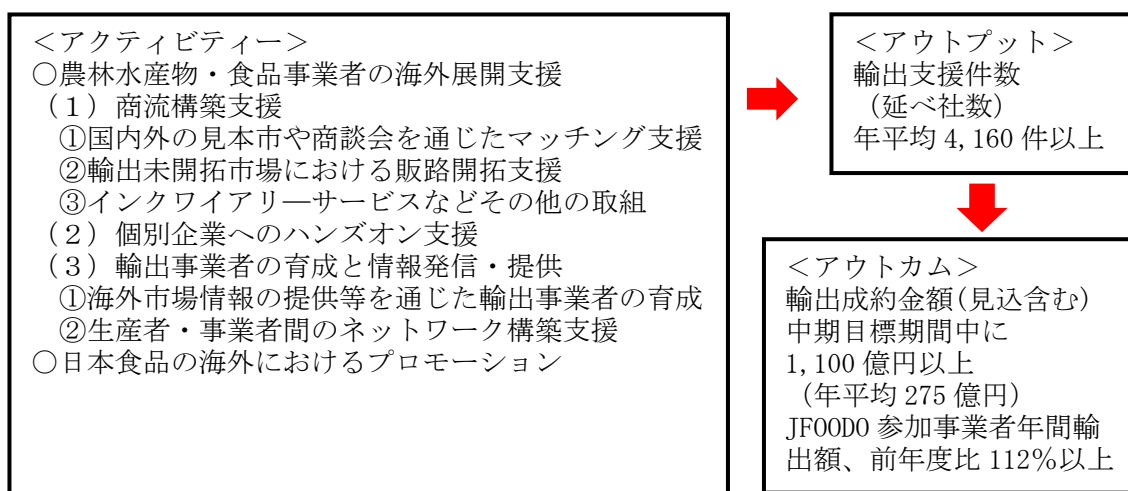 ＜アクティビティー＞
○農林水産物・食品事業者の海外展開支援
（１）商流構築支援
①国内外の見本市や商談会を通じたマッチング支援
②輸出未開拓市場における販路開拓支援
③インクワイアリ―サービスなどその他の取組
（２）個別企業へのハンズオン支援
（３）輸出事業者の育成と情報発信・提供
①海外市場情報の提供等を通じた輸出事業者の育成
②生産者・事業者間のネットワーク構築支援
○日本食品の海外におけるプロモーション
＜アウトプット＞
輸出支援件数
（延べ社数）
年平均 4,160 件以上
＜アウトカム＞
輸出成約金額(見込含む)
中期目標期間中に
1,100 億円以上
（年平均 275 億円）
JFOODO 参加事業者年間輸
出額、前年度比 112％以上